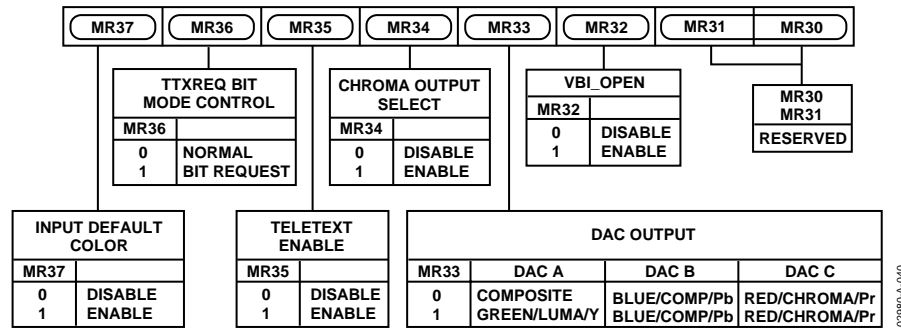 MR37 MR36 MR35 MR34 MR33 MR32 MR31 MR30
TTXREQ BIT
MODE CONTROL
MR36
0 NORMAL
1 BIT REQUEST
CHROMA OUTPUT
SELECT
MR34
0 DISABLE
1 ENABLE
VBI_OPEN
MR32
0 DISABLE
1 ENABLE
MR30
MR31
RESERVED
INPUT DEFAULT
COLOR
MR37
0 DISABLE
1 ENABLE
TELETEXT
ENABLE
MR35
0 DISABLE
1 ENABLE
DAC OUTPUT
MR33 DAC A DAC B DAC C
0 COMPOSITE BLUE/COMP/Pb RED/CHROMA/Pr
1 GREEN/LUMA/Y BLUE/COMP/Pb RED/CHROMA/Pr